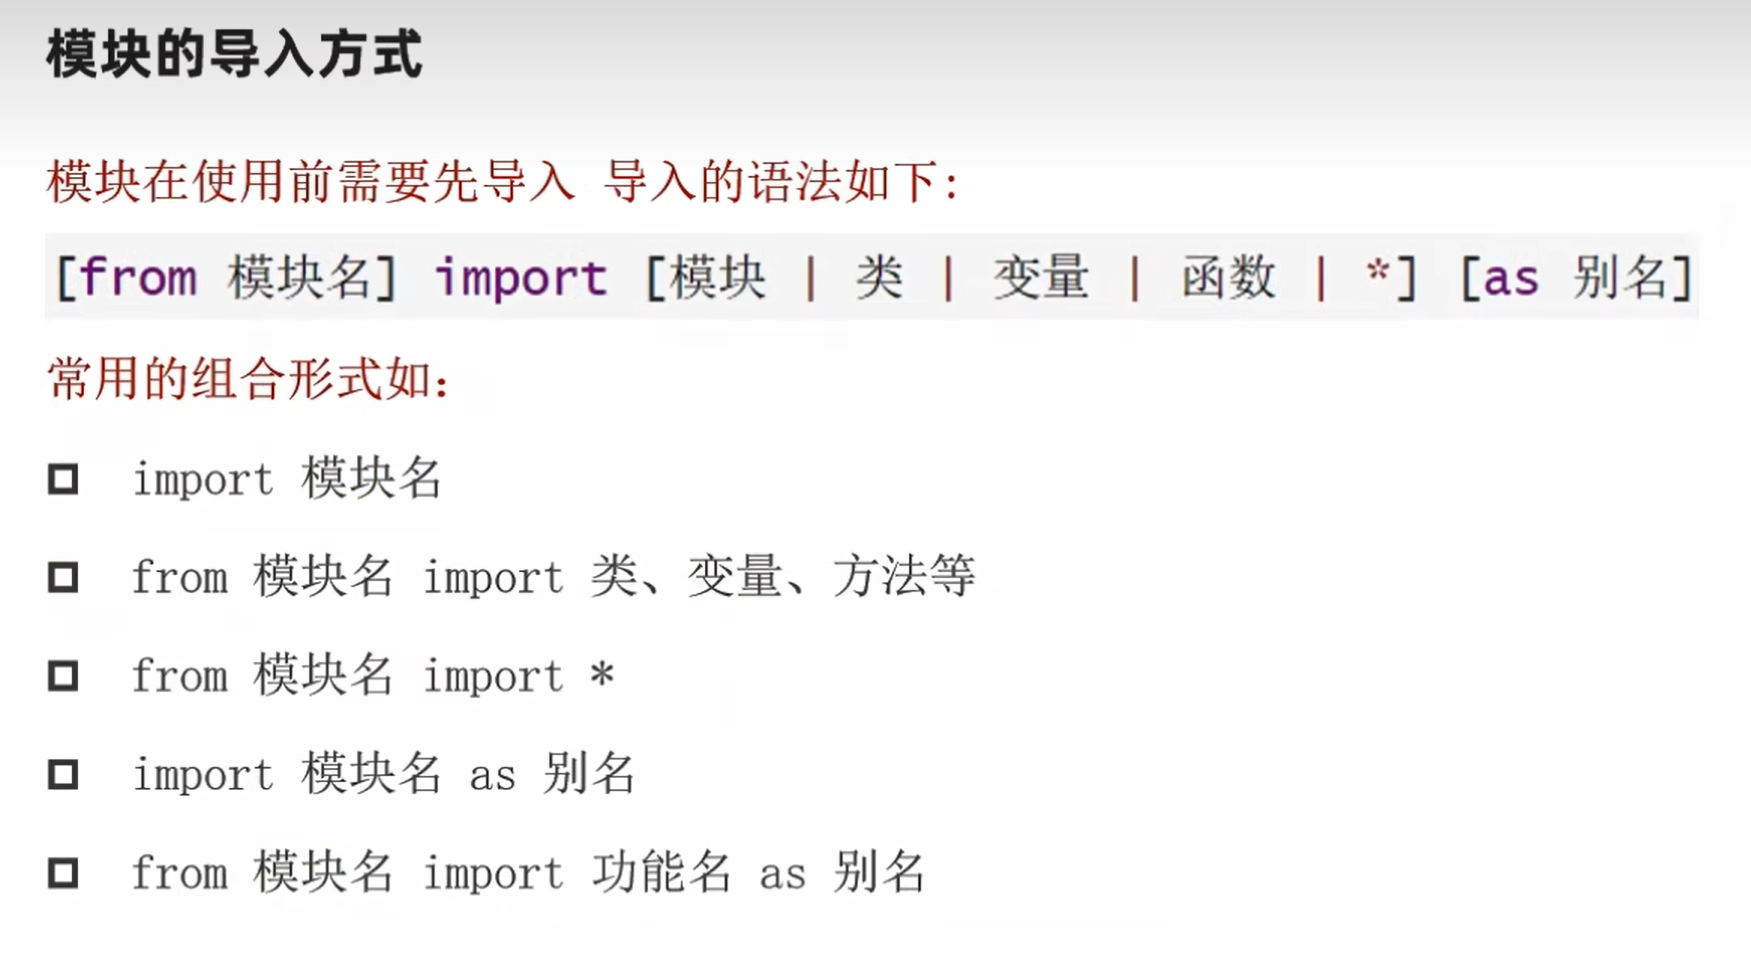 模块的导入方式
模块在使用前需要先导入 导入的语法如下:
[from 模块名] import [模块 | 类 | 变量 | 函数 | *] [as 别名]
常用的组合形式如：
import 模块名
from 模块名 import 类、变量、方法等
from 模块名 import *
import 模块名 as 别名
from 模块名 import 功能名 as 别名